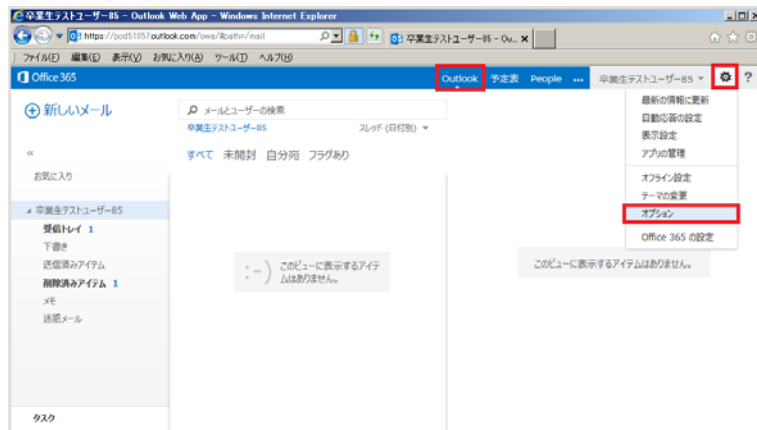 卒業生テストユーザー85 - Outlook Web App - Windows Internet Explorer
https://pod51057.outlook.com/owa/#path=/mail
卒業生テストユーザー85 - Ou...
ファイル(F) 編集(E) 表示(V) お気に入り(A) ツール(T) ヘルプ(H)
Office 365
Outlook 予定表 People ... 卒業生テストユーザー85 ?
新しいメール
メールとユーザーの検索
卒業生テストユーザー85 スレッド (日付別)
すべて 未開封 自分宛 フラグあり
«
お気に入り
卒業生テストユーザー85
受信トレイ 1
下書き
送信済みアイテム
削除済みアイテム 1
メモ
迷惑メール
タスク
:-) このビューに表示するアイテ
ムはありません。
このビューに表示するアイテムはありません。
最新の情報に更新
自動応答の設定
表示設定
アプリの管理
オフライン設定
テーマの変更
オプション
Office 365 の設定